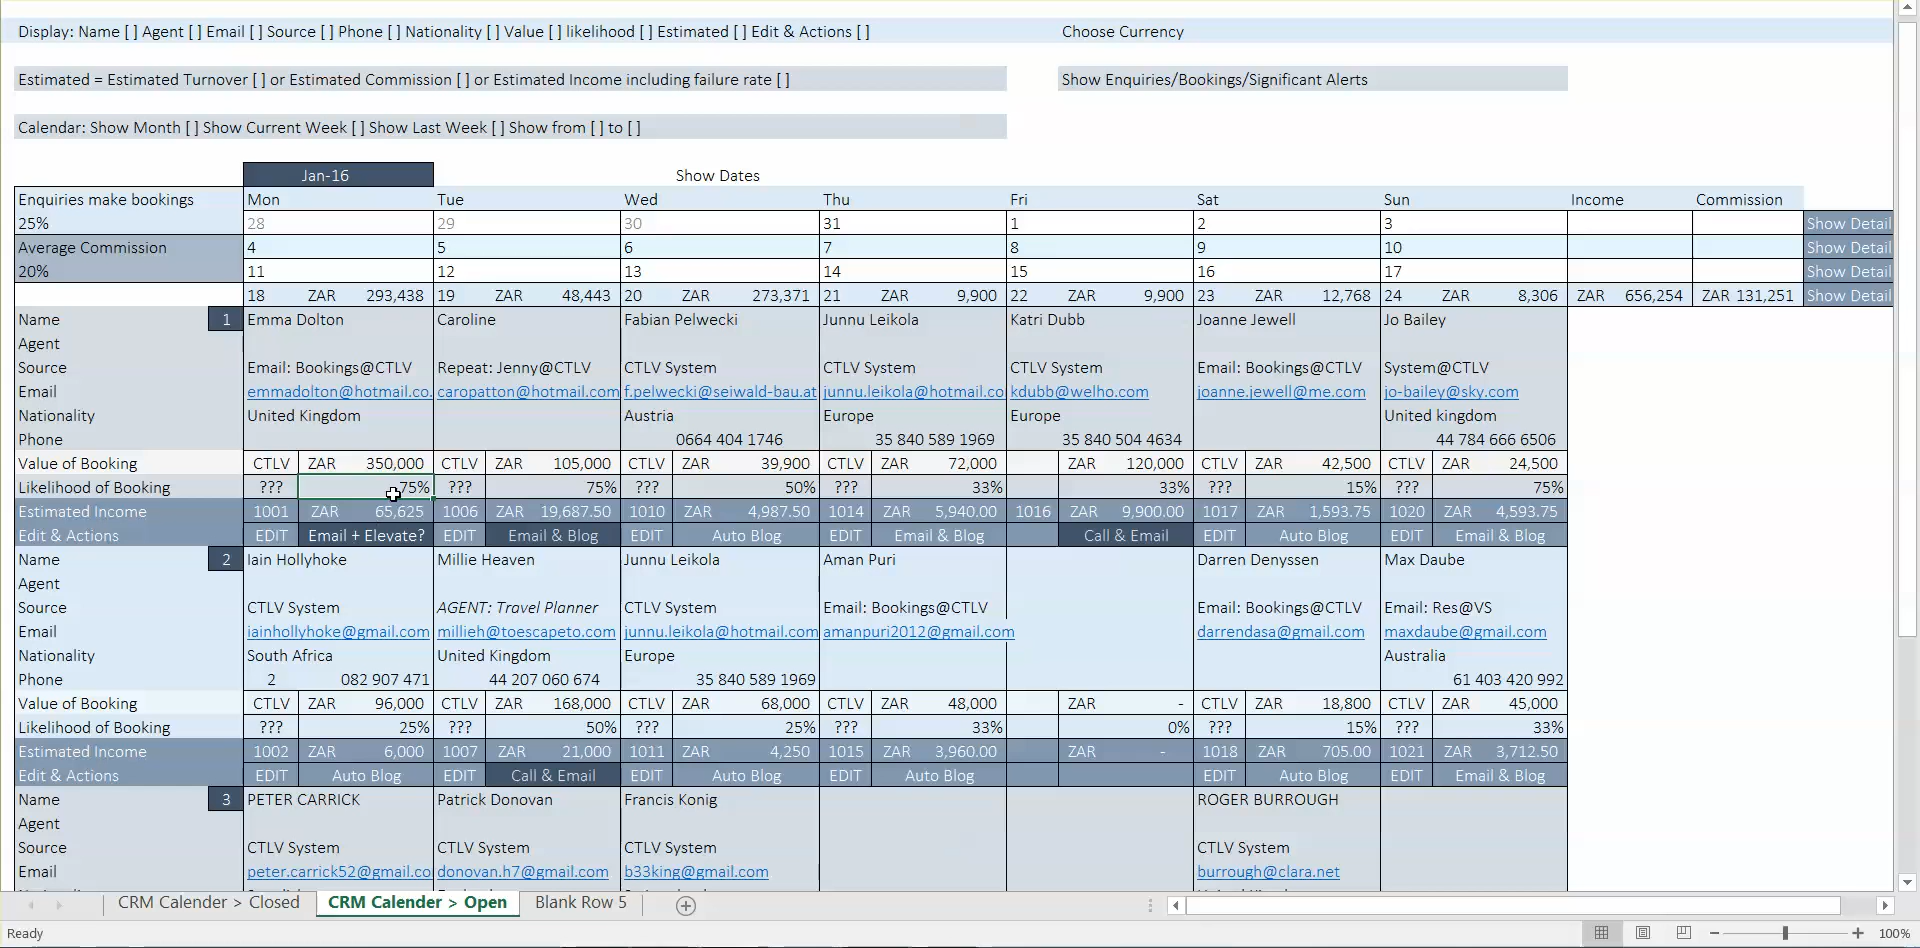 Display: Name [ ] Agent [ ] Email [ ] Source [ ] Phone [ ] Nationality [ ] Value [ ] likelihood [ ] Estimated [ ] Edit & Actions [ ] Choose Currency
Estimated = Estimated Turnover [ ] or Estimated Commission [ ] or Estimated Income including failure rate [ ] Show Enquiries/Bookings/Significant Alerts
Calendar: Show Month [ ] Show Current Week [ ] Show Last Week [ ] Show from [ ] to [ ]
Jan-16 Show Dates
Enquiries make bookings Mon Tue Wed Thu Fri Sat Sun Income Commission
25% 28 29 30 31 1 2 3 Show Detail
Average Commission 4 5 6 7 8 9 10 Show Detail
20% 11 12 13 14 15 16 17 Show Detail
18 ZAR 293,438 19 ZAR 48,443 20 ZAR 273,371 21 ZAR 9,900 22 ZAR 9,900 23 ZAR 12,768 24 ZAR 8,306 ZAR 656,254 ZAR 131,251 Show Detail
Name 1 Emma Dolton Caroline Fabian Pelwecki Junnu Leikola Katri Dubb Joanne Jewell Jo Bailey
Agent
Source Email: Bookings@CTLV Repeat: Jenny@CTLV CTLV System CTLV System CTLV System Email: Bookings@CTLV System@CTLV
Email emmadolton@hotmail.co. caropatton@hotmail.com f.pelwecki@seiwald-bau.at junnu.leikola@hotmail.co kdubb@welho.com joanne.jewell@me.com jo-bailey@sky.com
Nationality United Kingdom Austria Europe Europe United kingdom
Phone 0664 404 1746 35 840 589 1969 35 840 504 4634 44 784 666 6506
Value of Booking CTLV ZAR 350,000 CTLV ZAR 105,000 CTLV ZAR 39,900 CTLV ZAR 72,000 ZAR 120,000 CTLV ZAR 42,500 CTLV ZAR 24,500
Likelihood of Booking ??? 75% ??? 75% ??? 50% ??? 33% 33% ??? 15% ??? 75%
Estimated Income 1001 ZAR 65,625 1006 ZAR 19,687.50 1010 ZAR 4,987.50 1014 ZAR 5,940.00 1016 ZAR 9,900.00 1017 ZAR 1,593.75 1020 ZAR 4,593.75
Edit & Actions EDIT Email + Elevate? EDIT Email & Blog EDIT Auto Blog EDIT Email & Blog Call & Email EDIT Auto Blog EDIT Email & Blog
Name 2 Iain Hollyhoke Millie Heaven Junnu Leikola Aman Puri Darren Denyssen Max Daube
Agent
Source CTLV System AGENT: Travel Planner CTLV System Email: Bookings@CTLV Email: Bookings@CTLV Email: Res@VS
Email iainhollyhoke@gmail.com millieh@toescapeto.com junnu.leikola@hotmail.com amanpuri2012@gmail.com darrendasa@gmail.com maxdaube@gmail.com
Nationality South Africa United Kingdom Europe Australia
Phone 2 082 907 471 44 207 060 674 35 840 589 1969 61 403 420 992
Value of Booking CTLV ZAR 96,000 CTLV ZAR 168,000 CTLV ZAR 68,000 CTLV ZAR 48,000 ZAR - CTLV ZAR 18,800 CTLV ZAR 45,000
Likelihood of Booking ??? 25% ??? 50% ??? 25% ??? 33% 0% ??? 15% ??? 33%
Estimated Income 1002 ZAR 6,000 1007 ZAR 21,000 1011 ZAR 4,250 1015 ZAR 3,960.00 ZAR - 1018 ZAR 705.00 1021 ZAR 3,712.50
Edit & Actions EDIT Auto Blog EDIT Call & Email EDIT Auto Blog EDIT Auto Blog EDIT Auto Blog EDIT Email & Blog
Name 3 PETER CARRICK Patrick Donovan Francis Konig ROGER BURROUGH
Agent
Source CTLV System CTLV System CTLV System CTLV System
Email peter.carrick52@gmail.co donovan.h7@gmail.com b33king@gmail.com burrough@clara.net
CRM Calender > Closed CRM Calender > Open Blank Row 5
Ready 100%